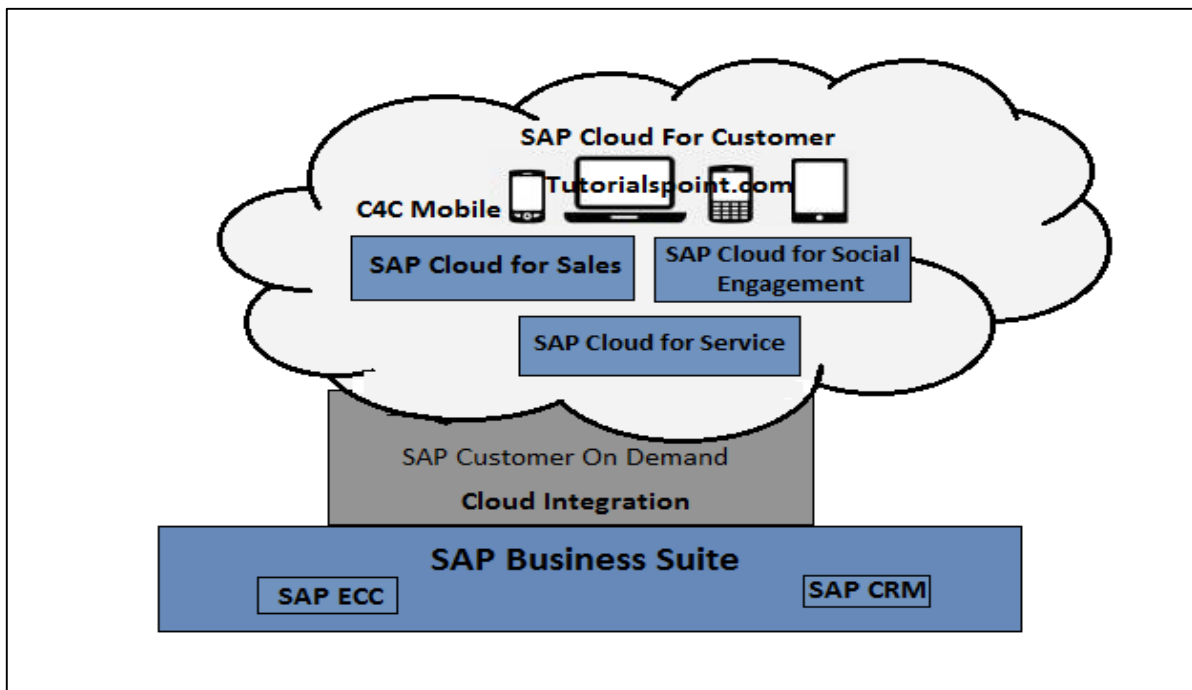 SAP Cloud For Customer
Tutorialspoint.com
C4C Mobile
SAP Cloud for Sales
SAP Cloud for Social
Engagement
SAP Cloud for Service
SAP Customer On Demand
Cloud Integration
SAP Business Suite
SAP ECC
SAP CRM